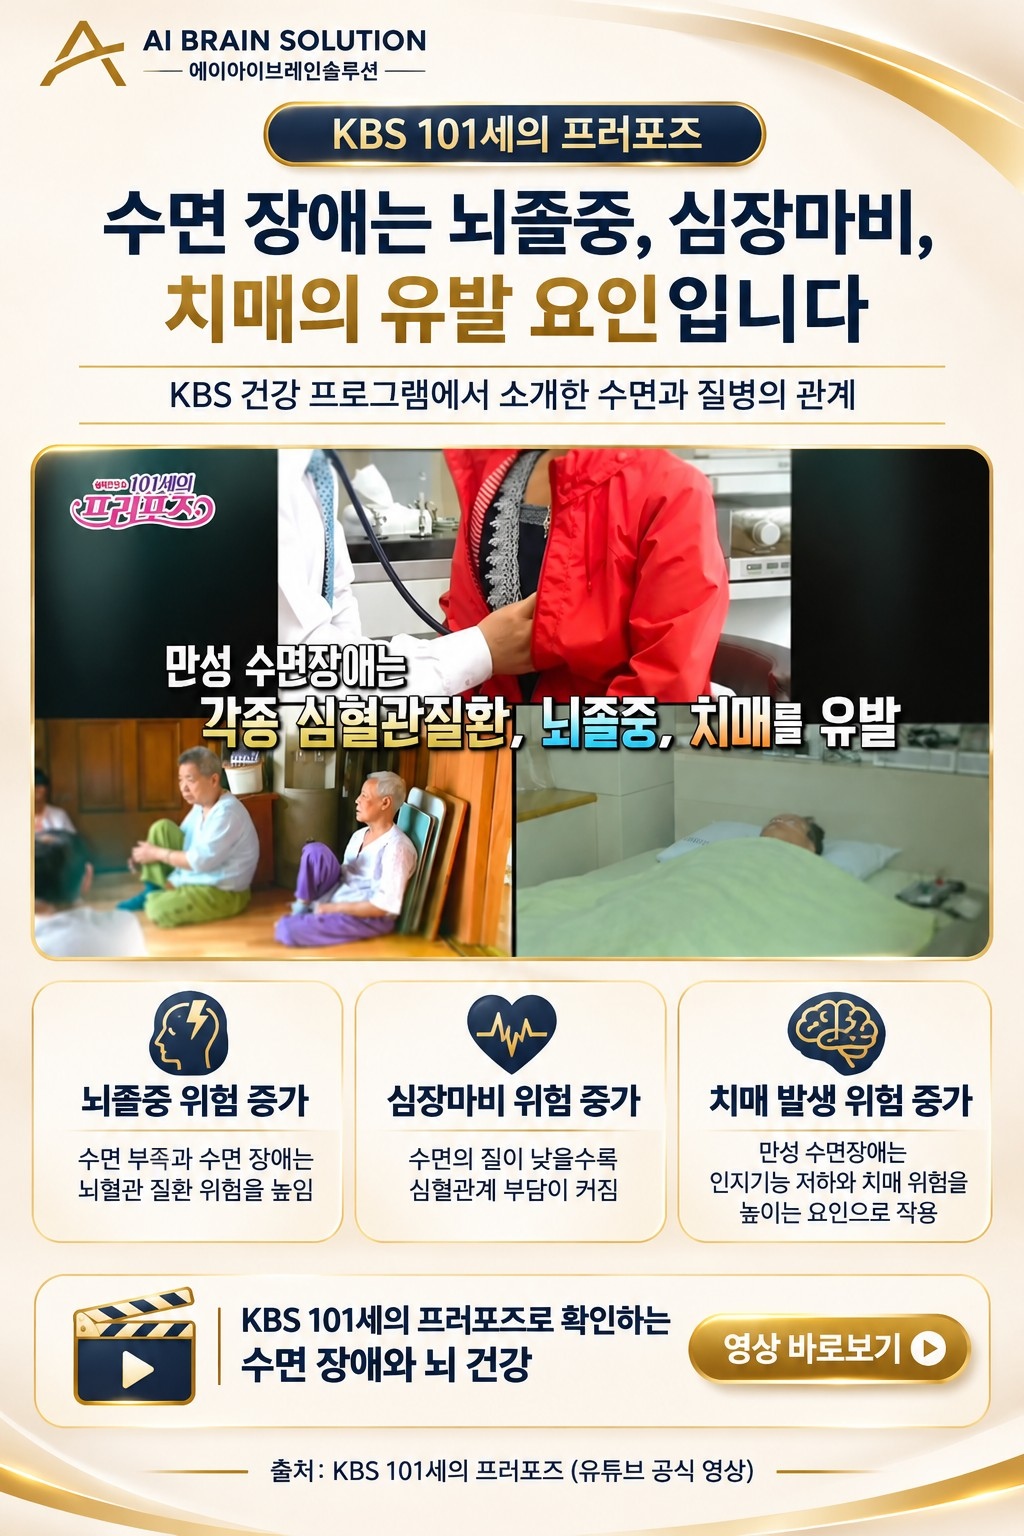 AI BRAIN SOLUTION
에이아이브레인솔루션
KBS 101세의 프러포즈
수면 장애는 뇌졸중, 심장마비,
치매의 유발 요인입니다
KBS 건강 프로그램에서 소개한 수면과 질병의 관계
101세의
프러포즈
만성 수면장애는
각종 심혈관질환, 뇌졸중, 치매를 유발
뇌졸중 위험 증가
수면 부족과 수면 장애는
뇌혈관 질환 위험을 높임
심장마비 위험 증가
수면의 질이 낮을수록
심혈관계 부담이 커짐
치매 발생 위험 증가
만성 수면장애는
인지기능 저하와 치매 위험을
높이는 요인으로 작용
KBS 101세의 프러포즈로 확인하는
수면 장애와 뇌 건강
영상 바로보기
출처: KBS 101세의 프러포즈 (유튜브 공식 영상)